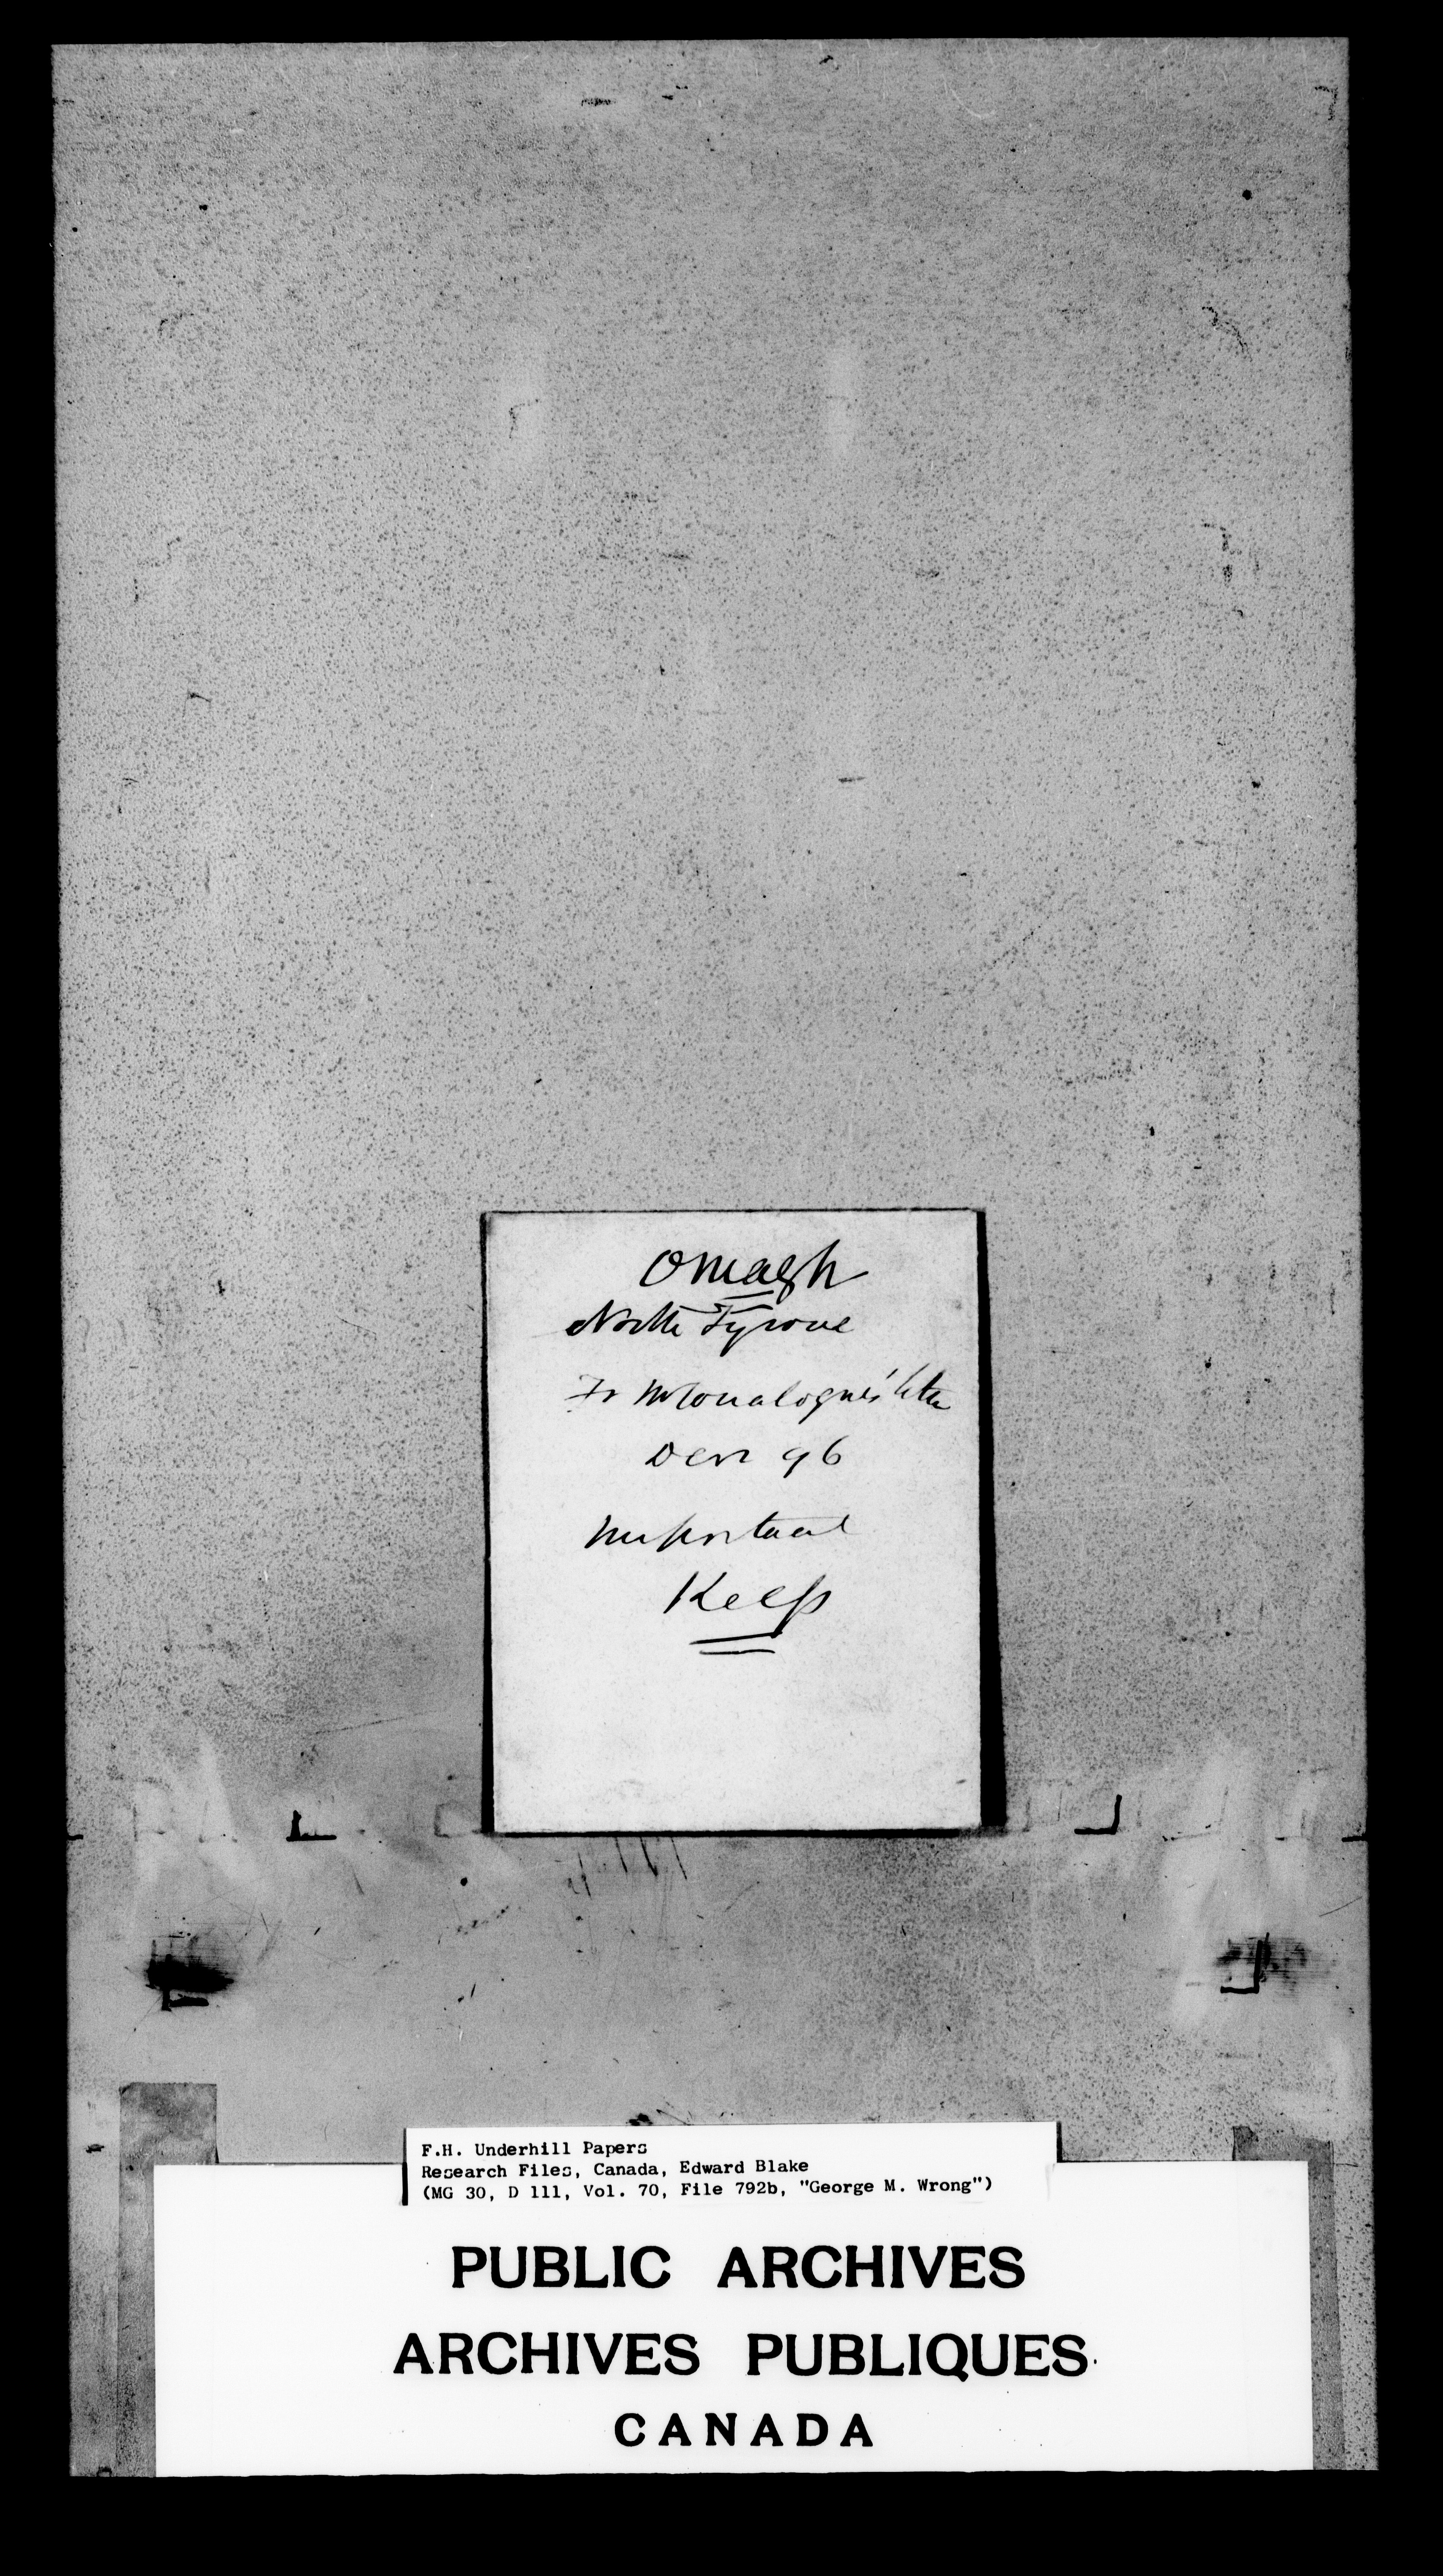 Omagh
North Tyrone
Fr McConalogue's letter
Decr 96
Important
Keep
F.H. Underhill Papers
Research Files, Canada, Edward Blake
(MG 30, D 111, Vol. 70, File 792b, "George M. Wrong")
PUBLIC ARCHIVES
ARCHIVES PUBLIQUES
CANADA